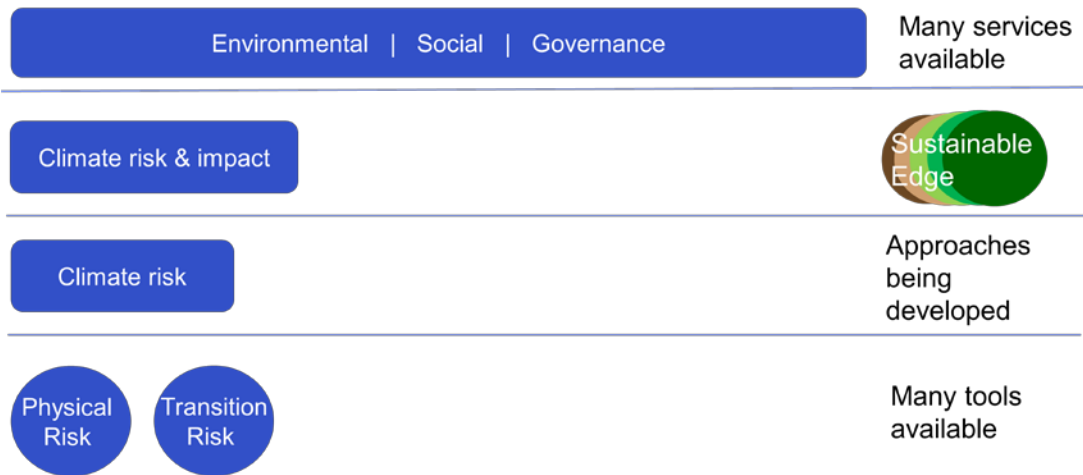 Environmental | Social | Governance
Many services
available
Climate risk & impact
Sustainable
Edge
Climate risk
Approaches
being
developed
Physical
Risk
Transition
Risk
Many tools
available